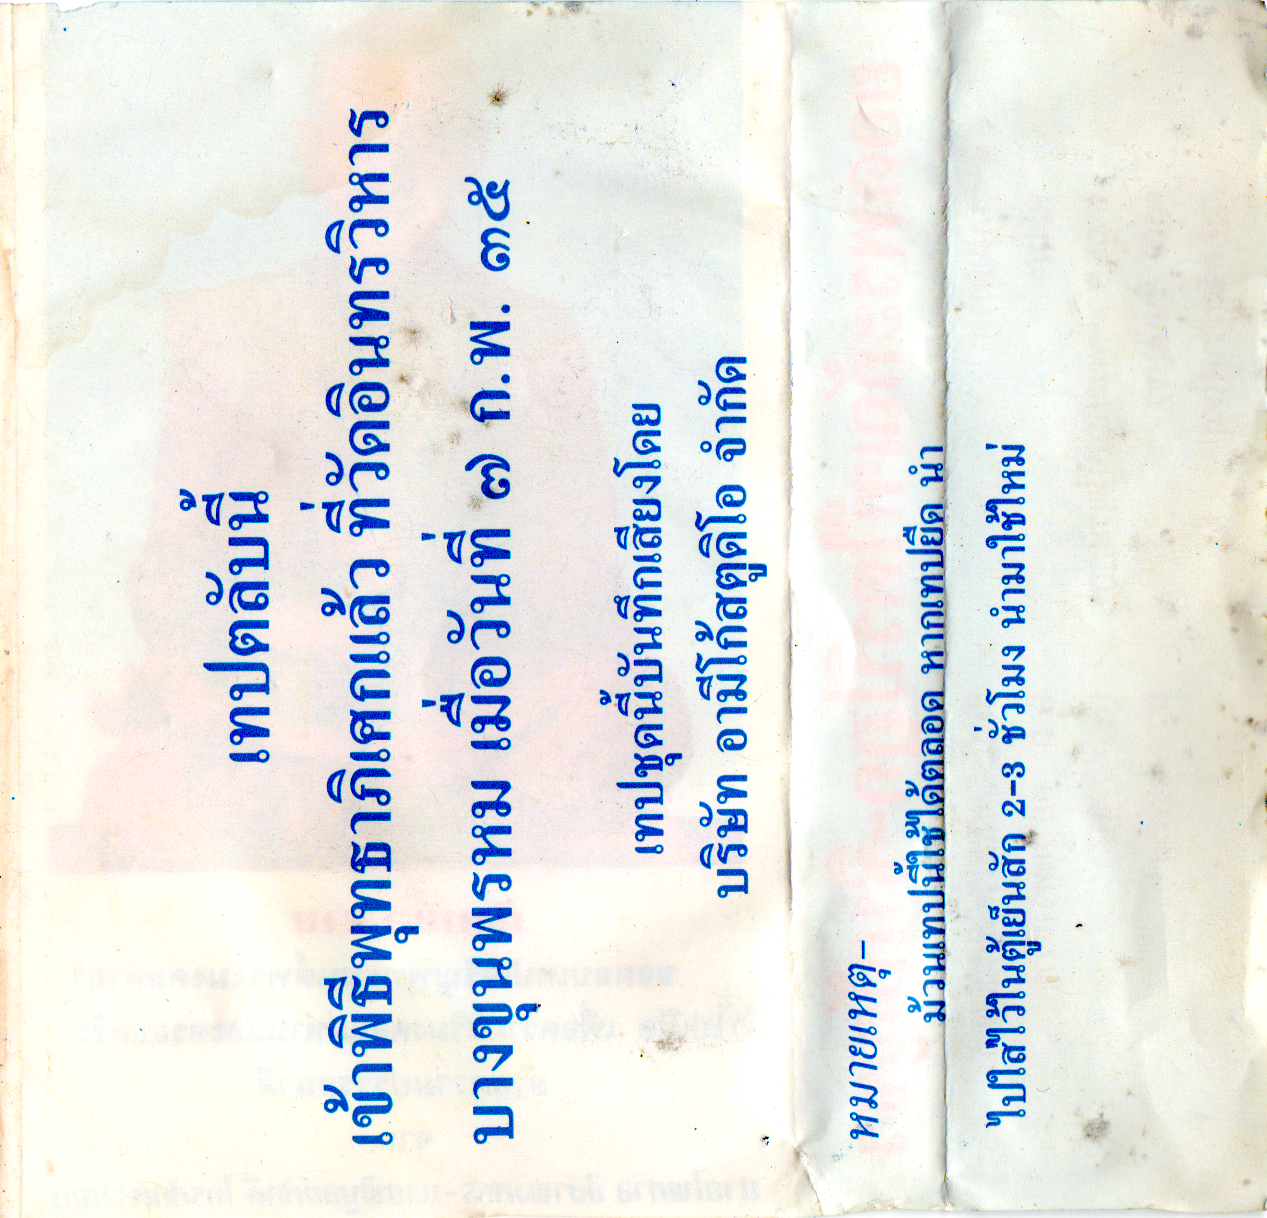 เทปตลับนี้
เข้าพิธีพุทธาภิเศกแล้ว ที่วัดอินทรวิหาร
บางขุนพรหม เมื่อวันที่ ๗ ก.พ. ๓๕
เทปชุดนี้บันทึกเสียงโดย
บริษัท อามีโก้สตุดิโอ จำกัด
หมายเหตุ-
ม้วนเทปนี้ใช้ได้ตลอด หากเทปยืด นำ
ไปใส่ไว้ในตู้เย็นสัก 2-3 ชั่วโมง นำมาใช้ใหม่